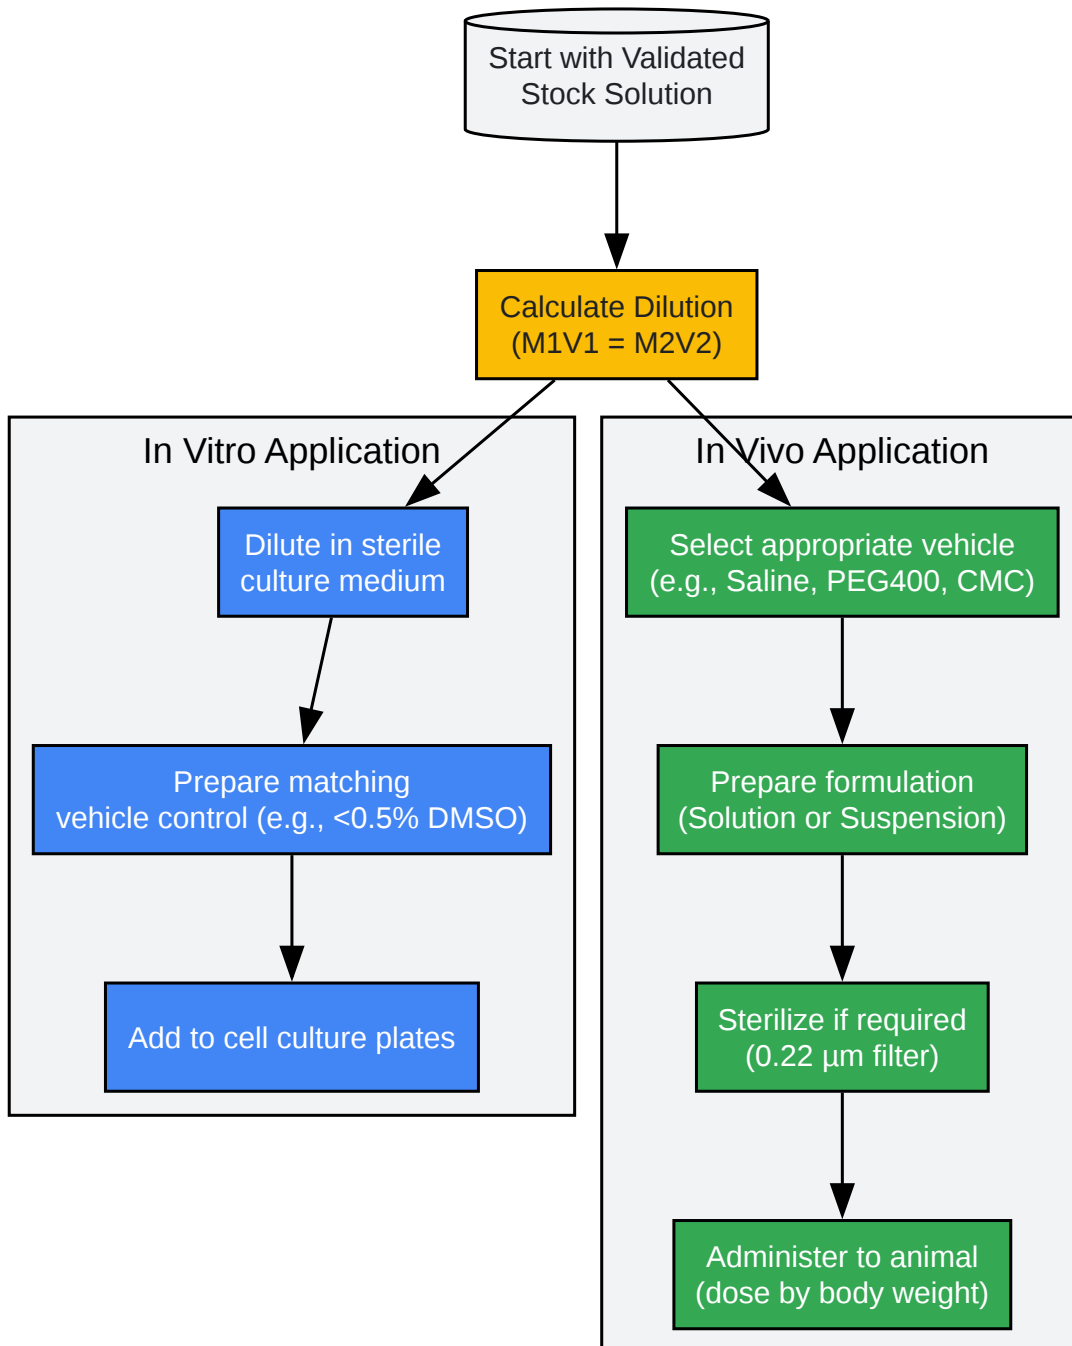 Start with Validated
Stock Solution
Calculate Dilution
(M1V1 = M2V2)
In Vitro Application
Dilute in sterile
culture medium
Prepare matching
vehicle control (e.g., <0.5% DMSO)
Add to cell culture plates
In Vivo Application
Select appropriate vehicle
(e.g., Saline, PEG400, CMC)
Prepare formulation
(Solution or Suspension)
Sterilize if required
(0.22 µm filter)
Administer to animal
(dose by body weight)